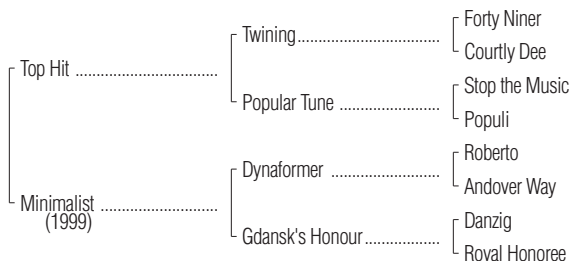 Forty Niner
Twining
Courtly Dee
Top Hit
Stop the Music
Popular Tune
Populi
Roberto
Dynaformer
Andover Way
Minimalist
(1999)
Danzig
Gdansk's Honour
Royal Honoree